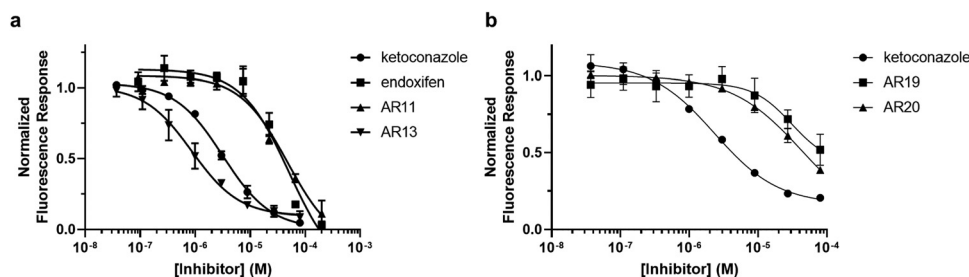 a
Normalized
Fluorescence Response
1.0
0.5
0.0
10-8
10-7
10-6
10-5
10-4
10-3
[Inhibitor] (M)
ketoconazole
endoxifen
AR11
AR13
b
Normalized
Fluorescence Response
1.0
0.5
0.0
10-8
10-7
10-6
10-5
10-4
[Inhibitor] (M)
ketoconazole
AR19
AR20